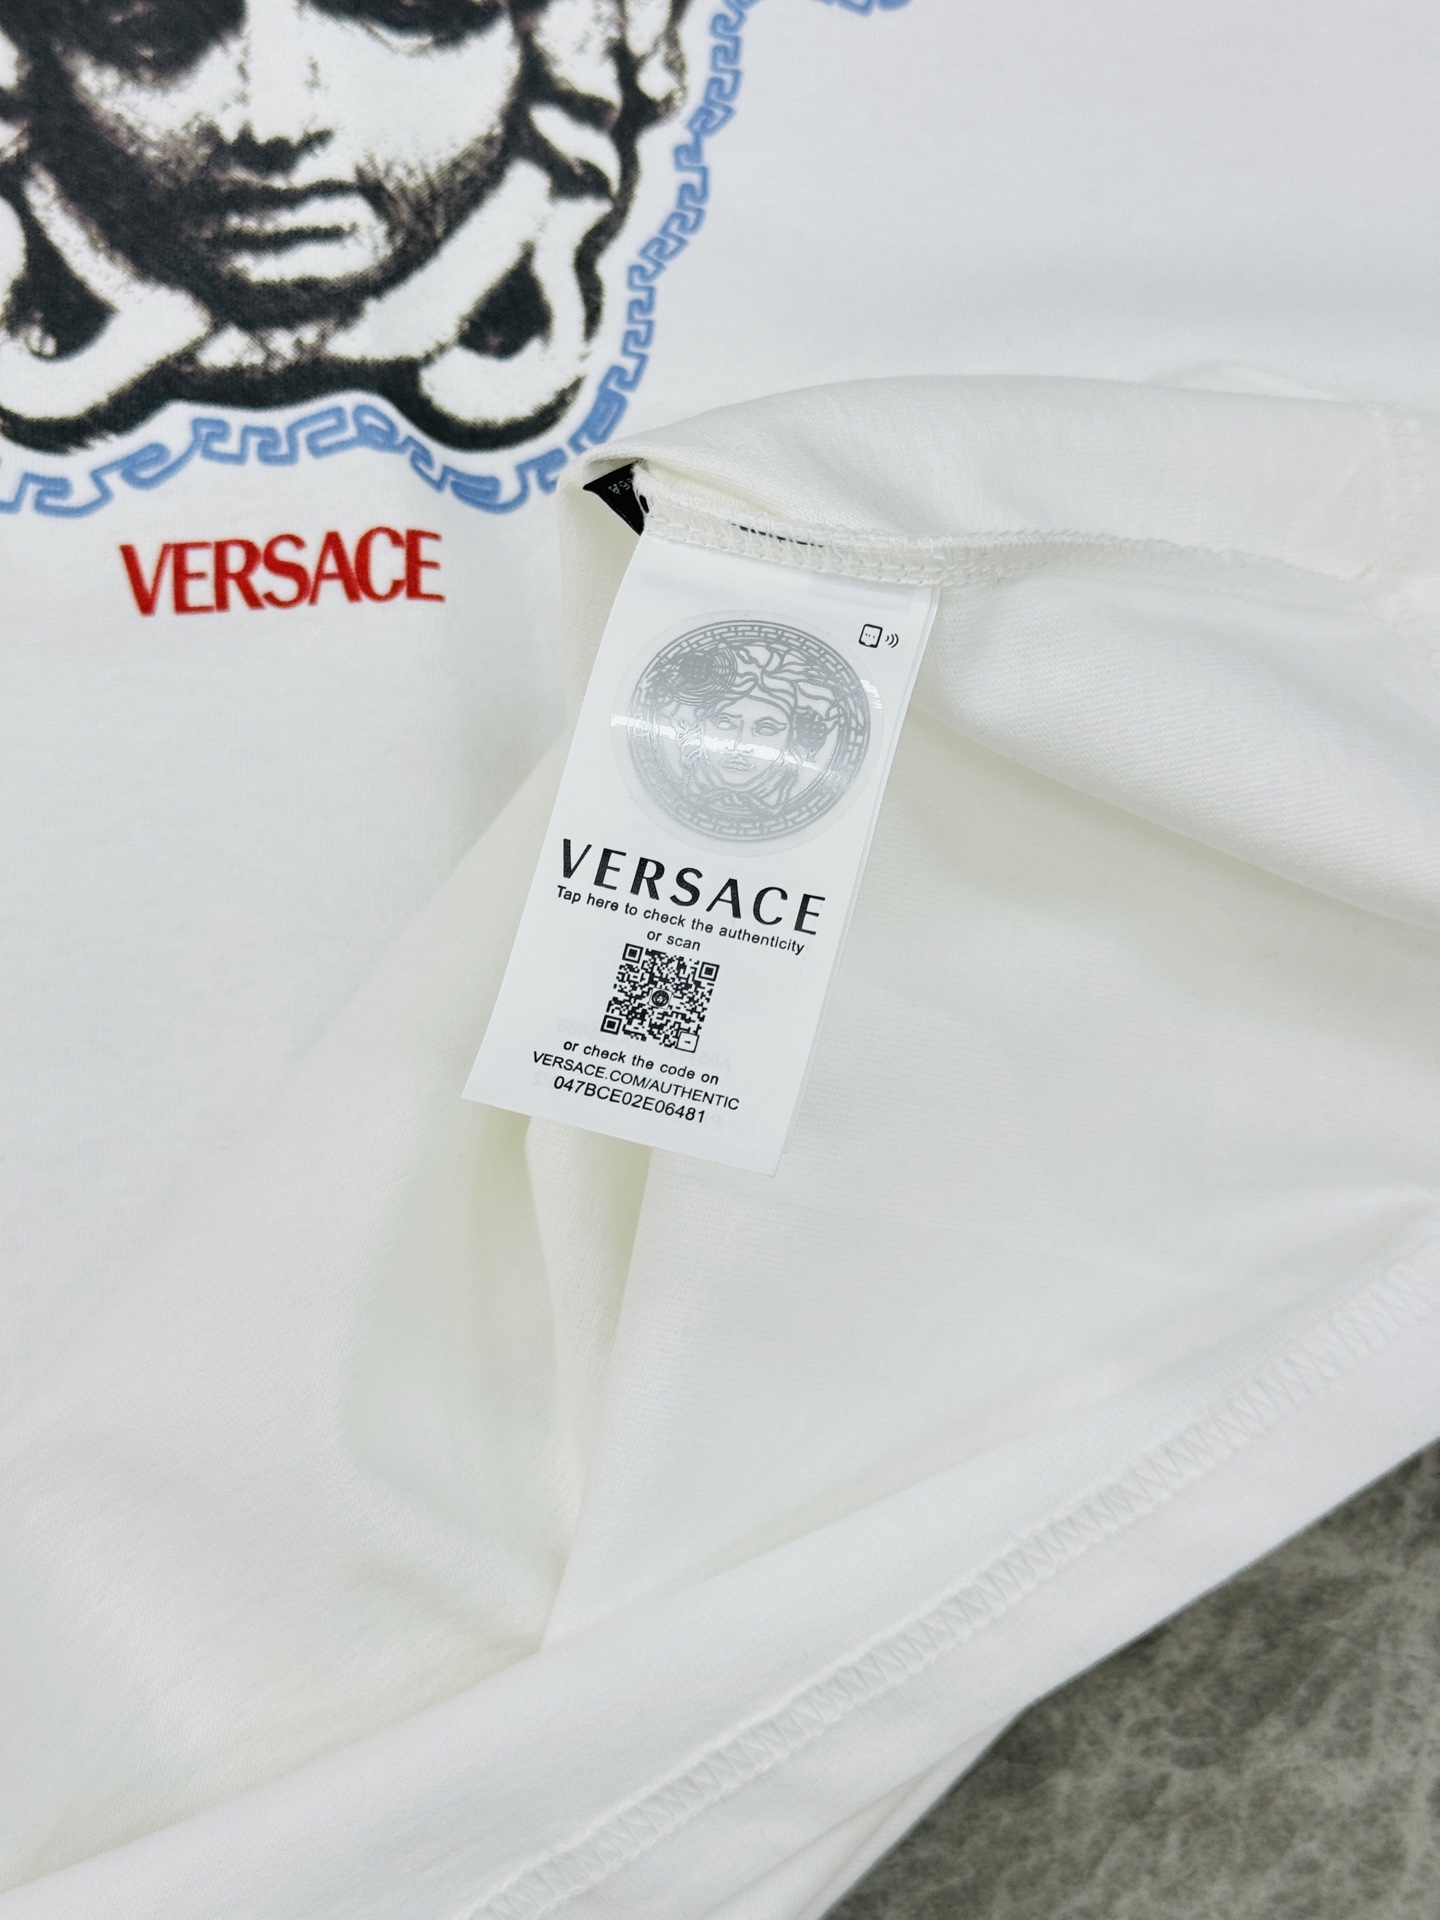 VERSACE
VERSACE
Tap here to check the authenticity
or scan
or check the code on
VERSACE.COM/AUTHENTIC
047BCE02E06481